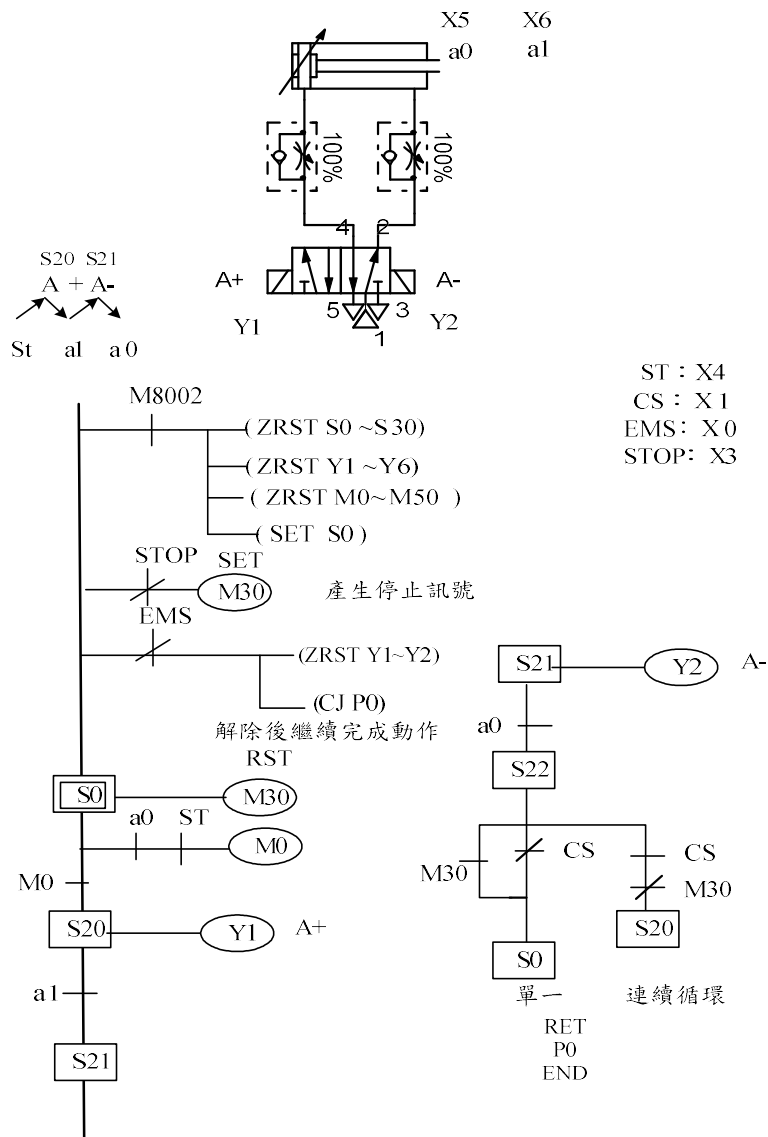 X5 X6
a0 a1
100% 100%
4 2
A+ A-
5 3
Y1 1 Y2
S20 S21
A + A-
St a1 a0
ST：X4
CS：X1
EMS：X0
STOP：X3
M8002
( ZRST S0 ~S30)
(ZRST Y1 ~Y6)
( ZRST M0~M50 )
( SET S0 )
STOP SET
M30 產生停止訊號
EMS
(ZRST Y1~Y2)
(CJ P0)
解除後繼續完成動作
RST
S0 M30
a0 ST
M0
M0
S20 Y1 A+
a1
S21
S21 Y2 A-
a0
S22
M30 CS CS
M30
S20
S0
單一 連續循環
RET
P0
END